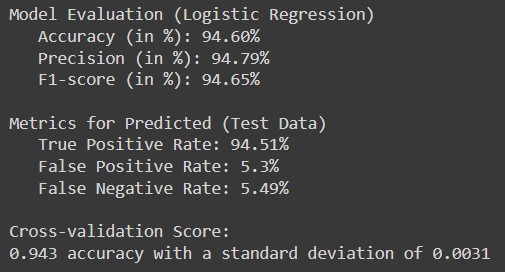 Model Evaluation (Logistic Regression)
Accuracy (in %): 94.60%
Precision (in %): 94.79%
F1-score (in %): 94.65%
Metrics for Predicted (Test Data)
True Positive Rate: 94.51%
False Positive Rate: 5.3%
False Negative Rate: 5.49%
Cross-validation Score:
0.943 accuracy with a standard deviation of 0.0031